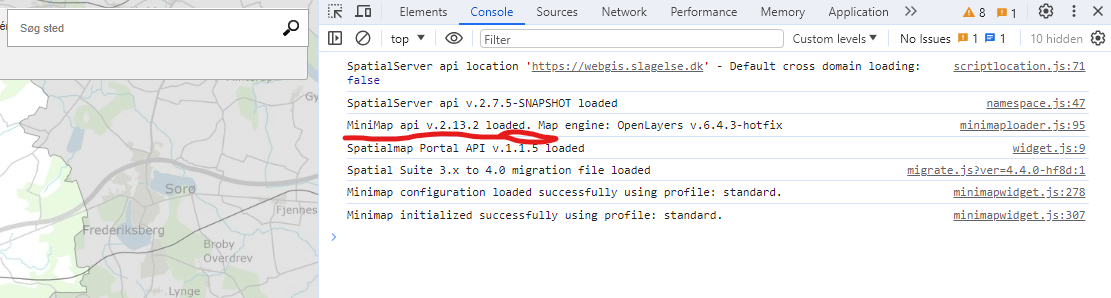 Søg sted
Sorø
Frederiksberg
Fjennes
Broby
Overdrev
Lynge
Elements Console Sources Network Performance Memory Application 8 1
top Filter Custom levels No Issues 1 1 10 hidden
SpatialServer api location 'https://webgis.slagelse.dk' - Default cross domain loading: scriptlocation.js:71
false
SpatialServer api v.2.7.5-SNAPSHOT loaded namespace.js:47
MiniMap api v.2.13.2 loaded. Map engine: OpenLayers v.6.4.3-hotfix minimaploader.js:95
Spatialmap Portal API v.1.1.5 loaded widget.js:9
Spatial Suite 3.x to 4.0 migration file loaded migrate.js?ver=4.4.0-hf8d:1
Minimap configuration loaded successfully using profile: standard. minimapwidget.js:278
Minimap initialized successfully using profile: standard. minimapwidget.js:307